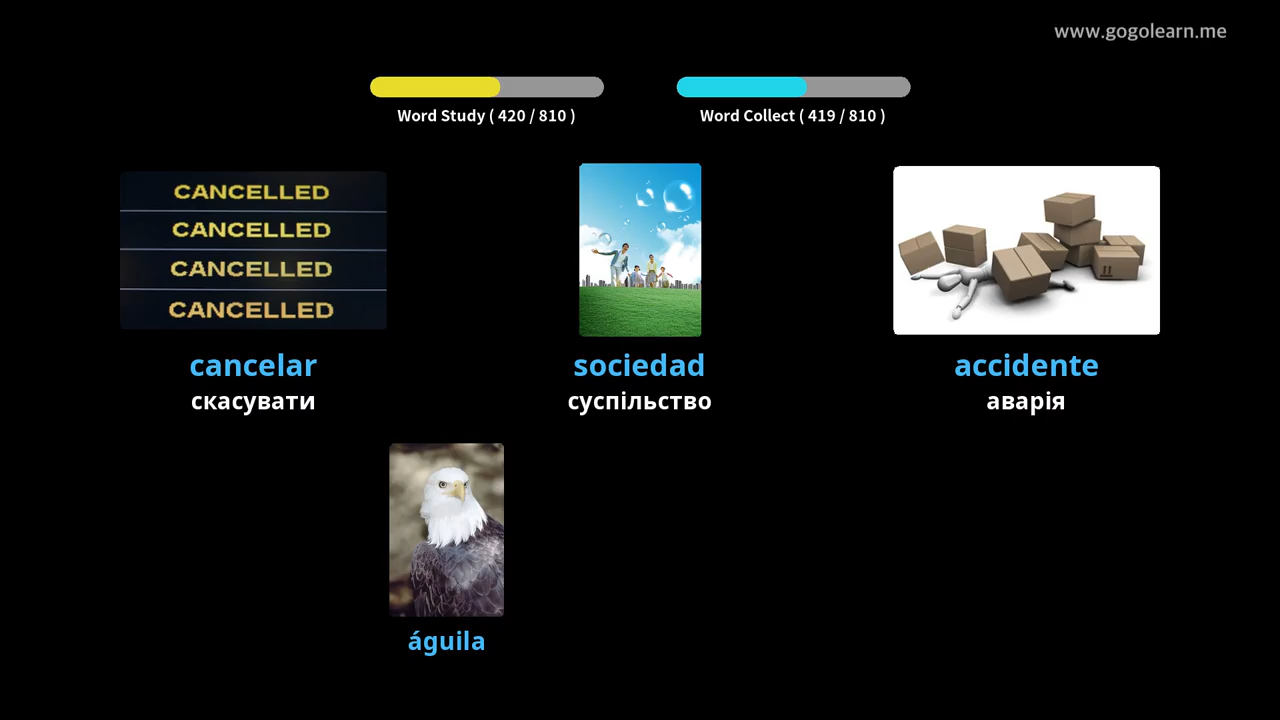 www.gogolearn.me
Word Study ( 420 / 810 )
Word Collect ( 419 / 810 )
CANCELLED
CANCELLED
CANCELLED
CANCELLED
cancelar
скасувати
sociedad
суспільство
accidente
аварія
águila